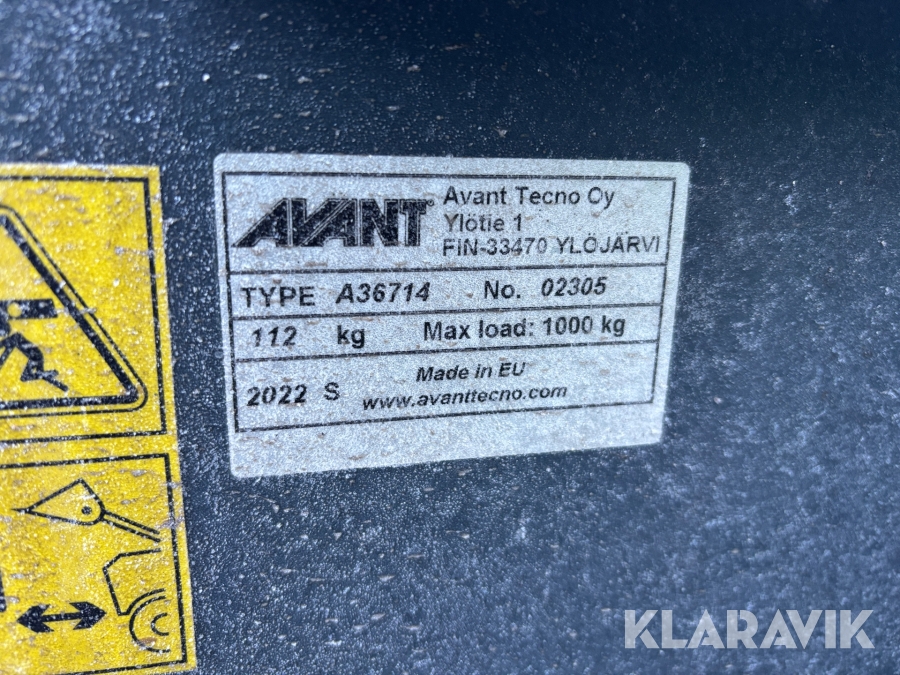 AVANT
Avant Tecno Oy
Ylötie 1
FIN-33470 YLÖJÄRVI
TYPE A36714 No. 02305
112 kg Max load: 1000 kg
2022 S
Made in EU
www.avanttecno.com
KLARAVIK